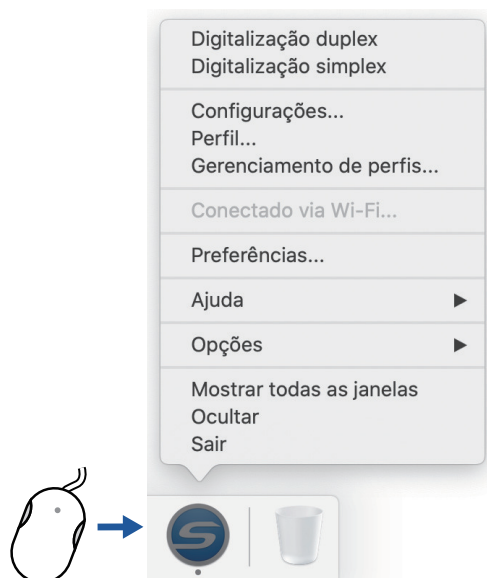 Digitalização duplex
Digitalização simplex
Configurações...
Perfil...
Gerenciamento de perfis...
Conectado via Wi-Fi...
Preferências...
Ajuda
Opções
Mostrar todas as janelas
Ocultar
Sair
S